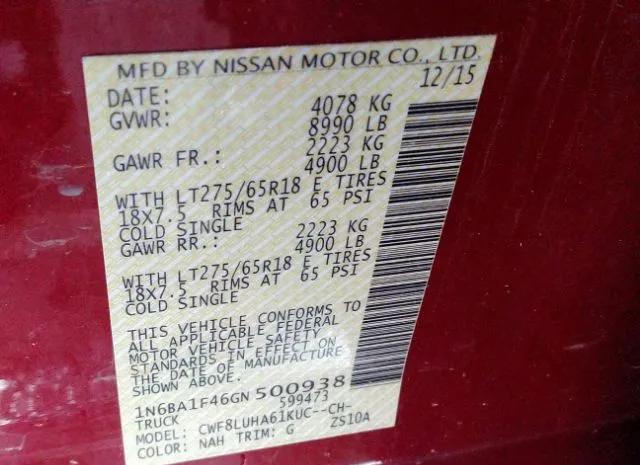 MFD BY NISSAN MOTOR CO., LTD.
DATE: 12/15
GVWR: 4078 KG
8990 LB
GAWR FR.: 2223 KG
4900 LB
WITH LT275/65R18 E TIRES
18X7.5 RIMS AT 65 PSI
COLD SINGLE
GAWR RR.: 2223 KG
4900 LB
WITH LT275/65R18 E TIRES
18X7.5 RIMS AT 65 PSI
COLD SINGLE
THIS VEHICLE CONFORMS TO
ALL APPLICABLE FEDERAL
MOTOR VEHICLE SAFETY
STANDARDS IN EFFECT ON
THE DATE OF MANUFACTURE
SHOWN ABOVE.
1N6BA1F46GN500938
TRUCK 599473
MODEL: CWF8LUHA61KUC--CH-
COLOR: NAH TRIM: G ZS10A